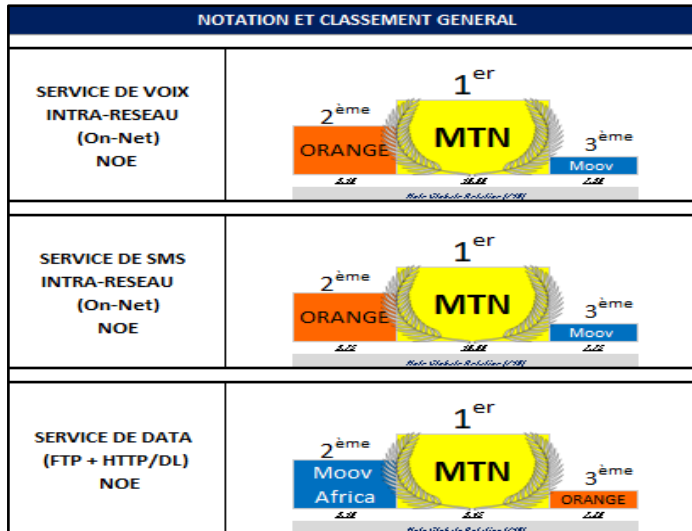 NOTATION ET CLASSEMENT GENERAL
SERVICE DE VOIX
INTRA-RESEAU
(On-Net)
NOE
1er
2ème
MTN
3ème
ORANGE
Moov
SERVICE DE SMS
INTRA-RESEAU
(On-Net)
NOE
1er
2ème
MTN
3ème
ORANGE
Moov
SERVICE DE DATA
(FTP + HTTP/DL)
NOE
1er
2ème
MTN
3ème
Moov
Africa
ORANGE